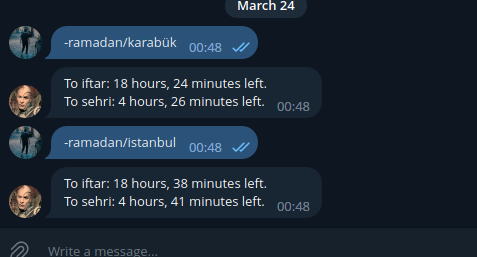 March 24
-ramadan/karabük
00:48
To iftar: 18 hours, 24 minutes left.
To sehri: 4 hours, 26 minutes left.
00:48
-ramadan/istanbul
00:48
To iftar: 18 hours, 38 minutes left.
To sehri: 4 hours, 41 minutes left.
00:48
Write a message...